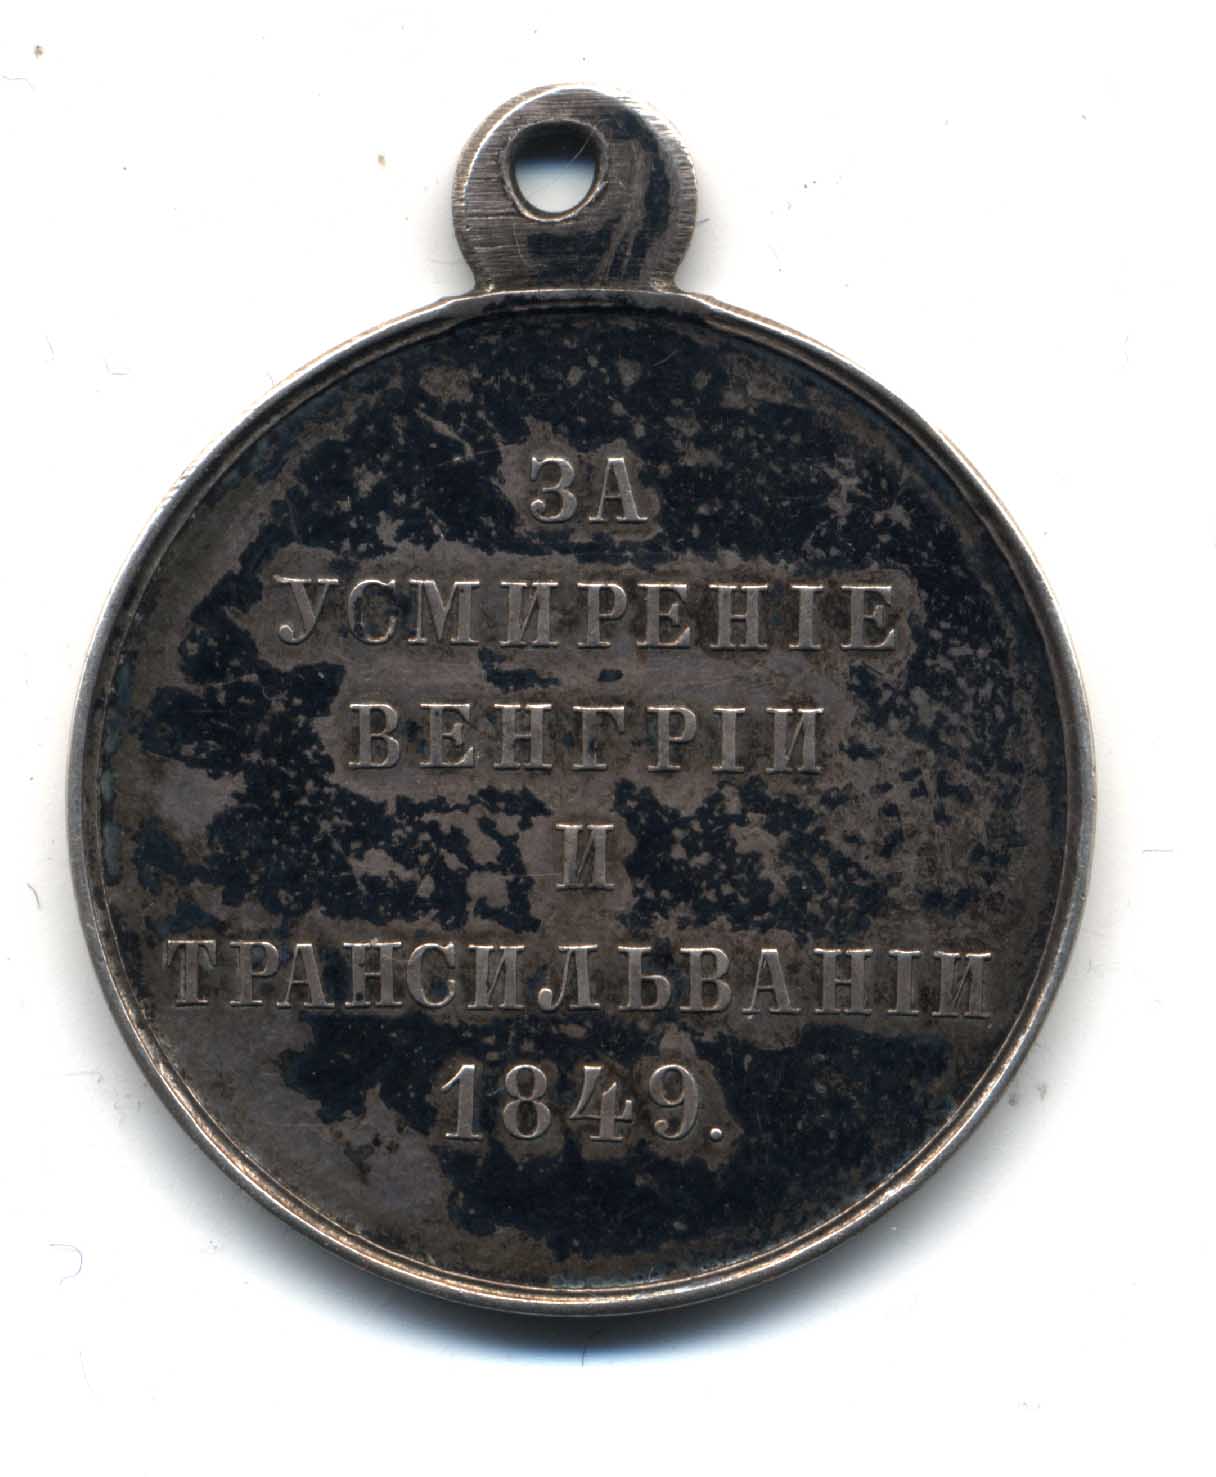 ЗА
УСМИРЕНІЕ
ВЕНГРІИ
И
ТРАНСИЛЬВАНІИ
1849.